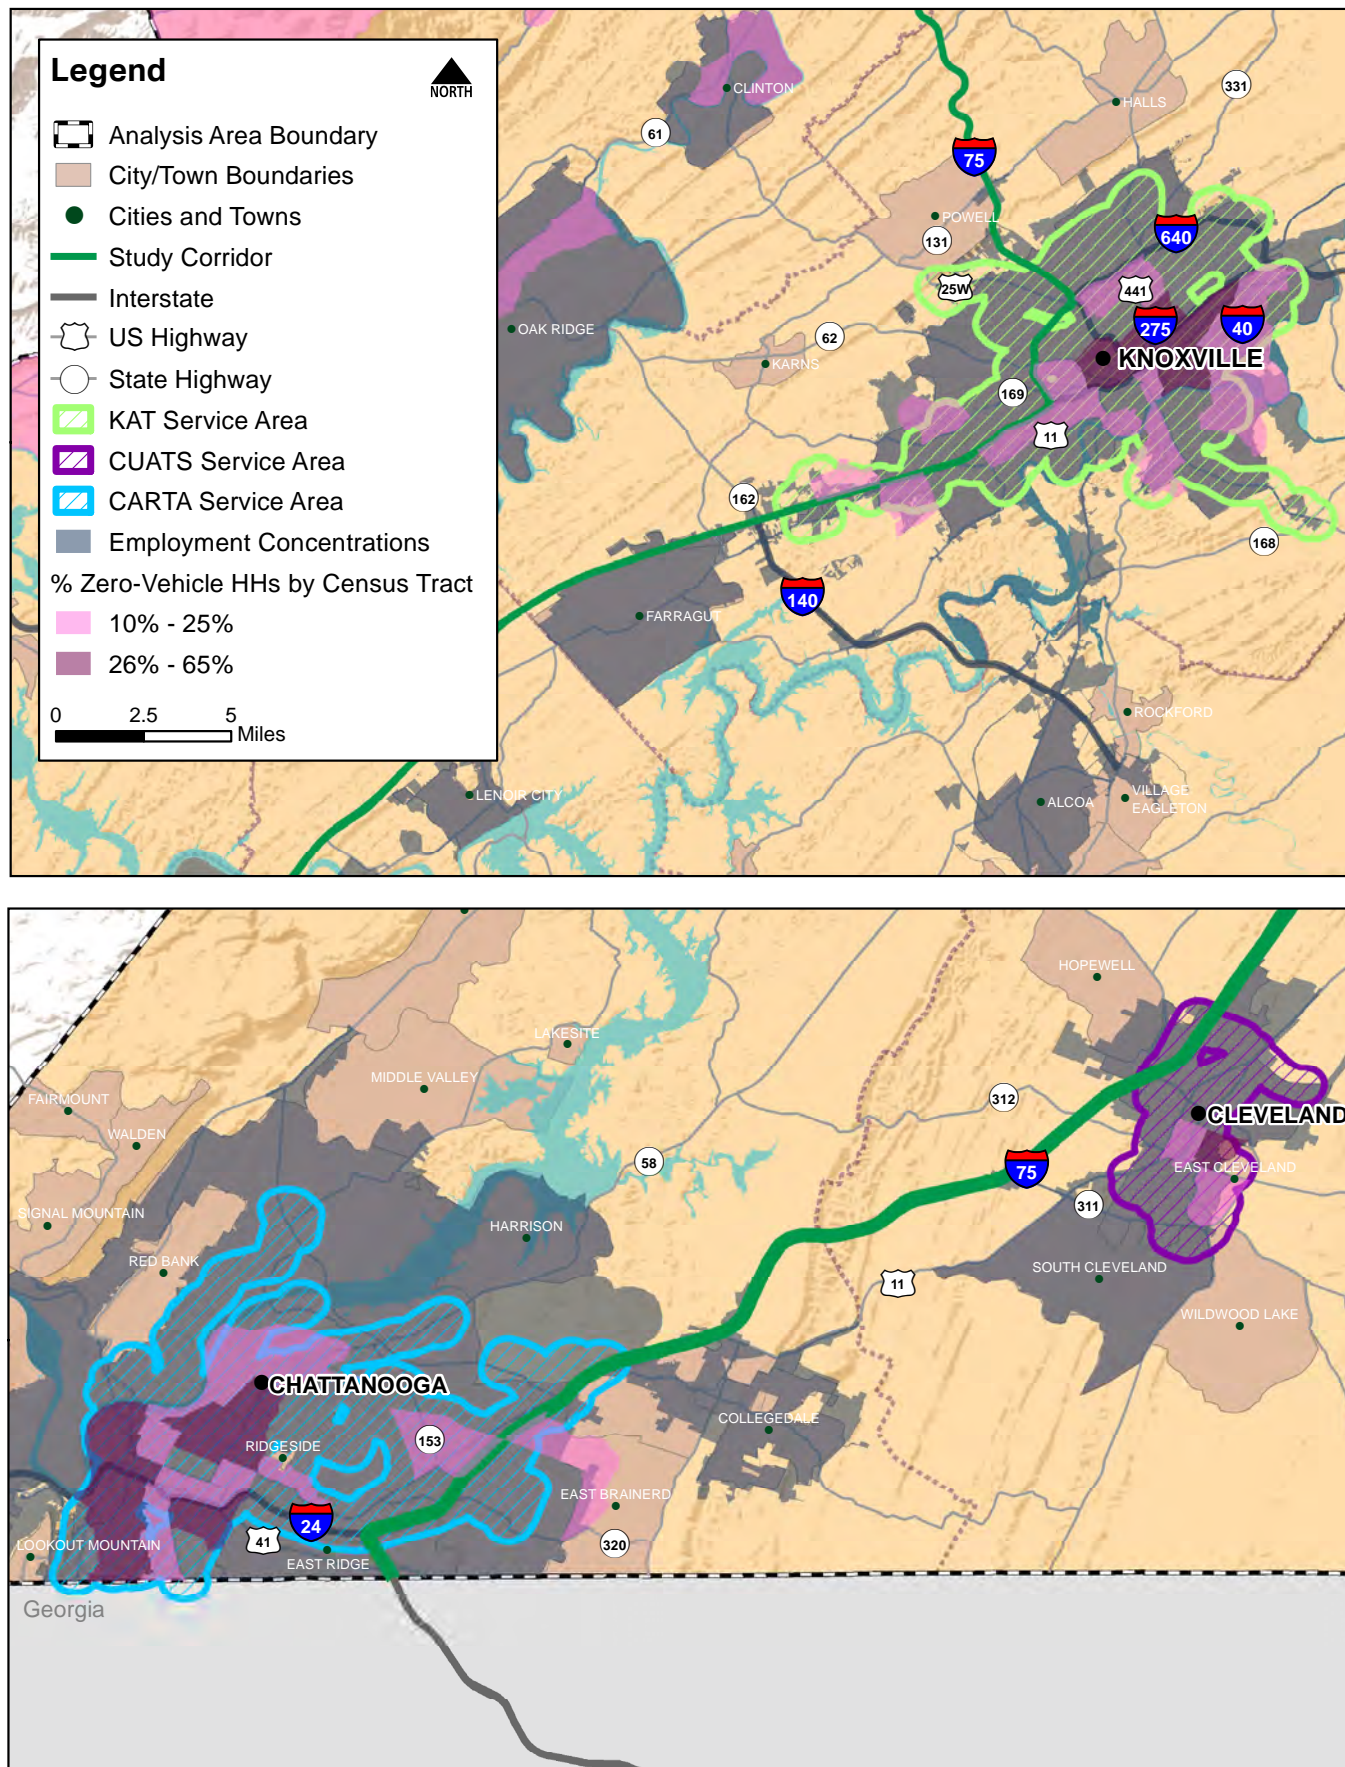 Legend
NORTH
Analysis Area Boundary
City/Town Boundaries
Cities and Towns
Study Corridor
Interstate
US Highway
State Highway
KAT Service Area
CUATS Service Area
CARTA Service Area
Employment Concentrations
% Zero-Vehicle HHs by Census Tract
10% - 25%
26% - 65%
0 2.5 5
Miles
CLINTON
HALLS
331
61
75
POWELL
131
640
25W
441
OAK RIDGE
62
KARNS
275
40
KNOXVILLE
169
11
162
168
140
FARRAGUT
ROCKFORD
LENOIR CITY
ALCOA
VILLAGE
EAGLETON
HOPEWELL
LAKESITE
MIDDLE VALLEY
FAIRMOUNT
312
CLEVELAND
WALDEN
58
75
EAST CLEVELAND
311
SIGNAL MOUNTAIN
HARRISON
RED BANK
SOUTH CLEVELAND
11
WILDWOOD LAKE
CHATTANOOGA
COLLEGEDALE
153
RIDGESIDE
EAST BRAINERD
24
41
320
LOOKOUT MOUNTAIN
EAST RIDGE
Georgia